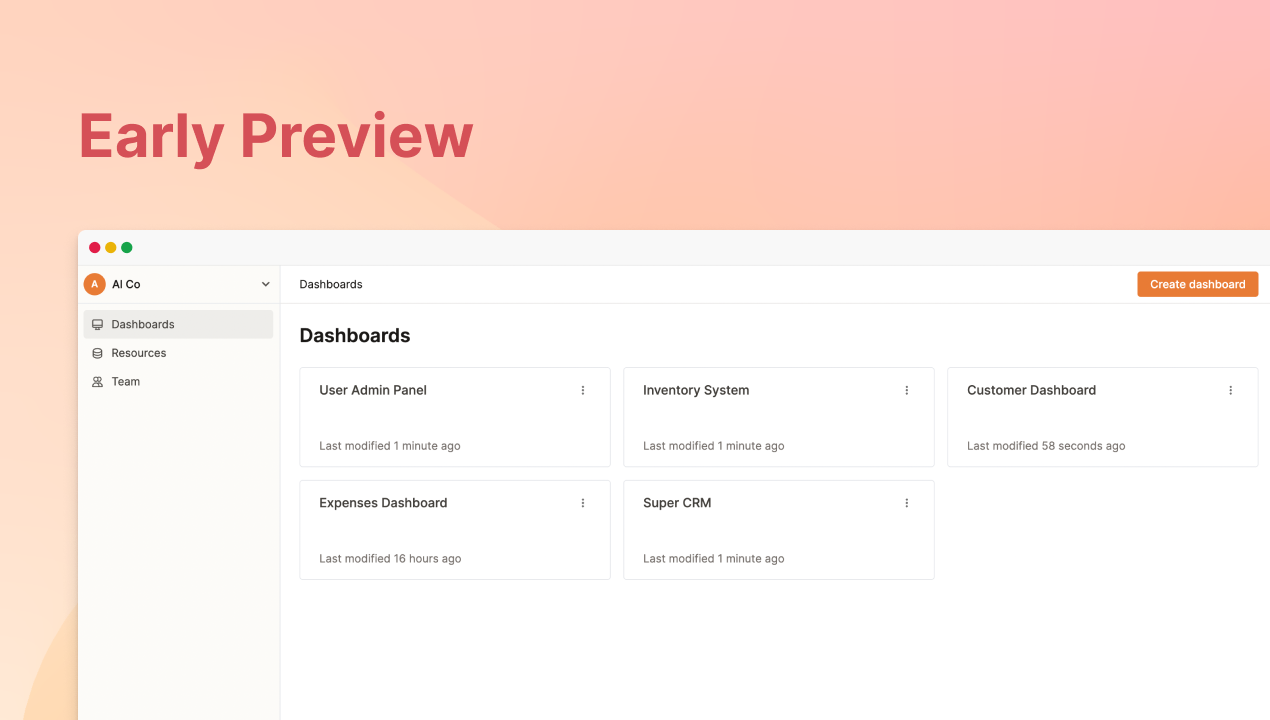 Early Preview
A AI Co
Dashboards
Create dashboard
Dashboards
Resources
Team
Dashboards
User Admin Panel
Last modified 1 minute ago
Inventory System
Last modified 1 minute ago
Customer Dashboard
Last modified 58 seconds ago
Expenses Dashboard
Last modified 16 hours ago
Super CRM
Last modified 1 minute ago